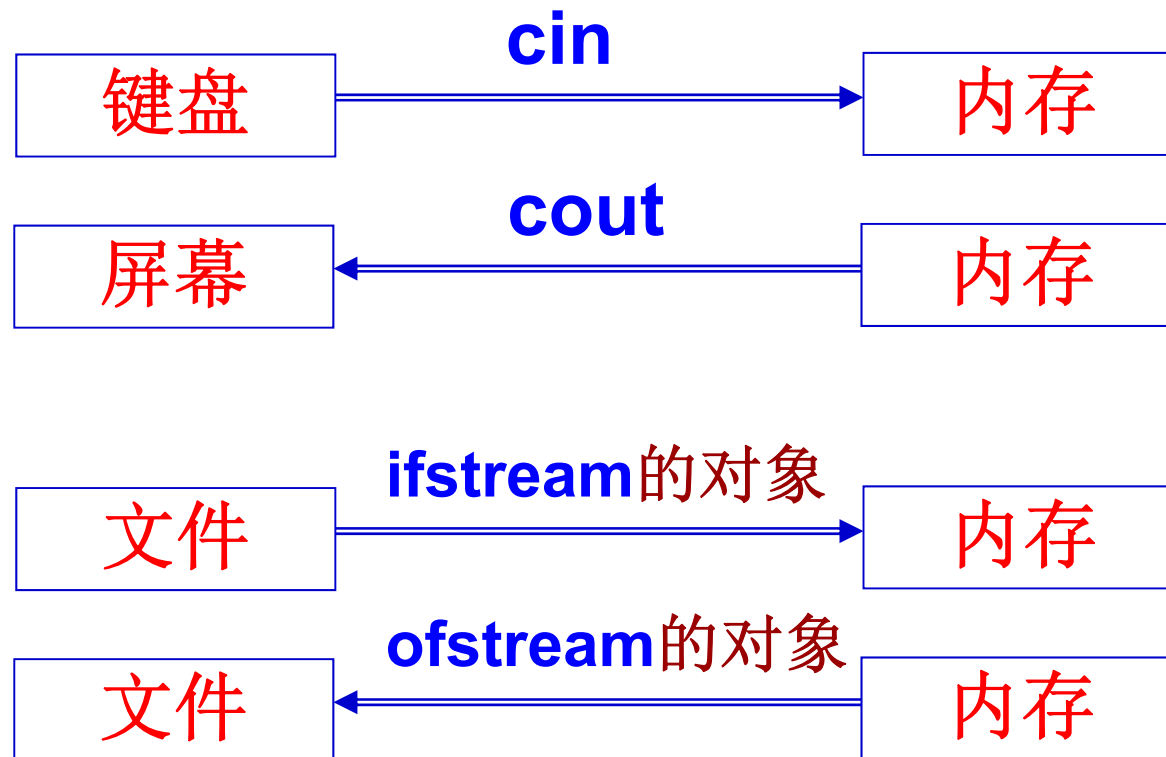 cin
键盘 内存
cout
屏幕 内存
ifstream的对象
文件 内存
ofstream的对象
文件 内存